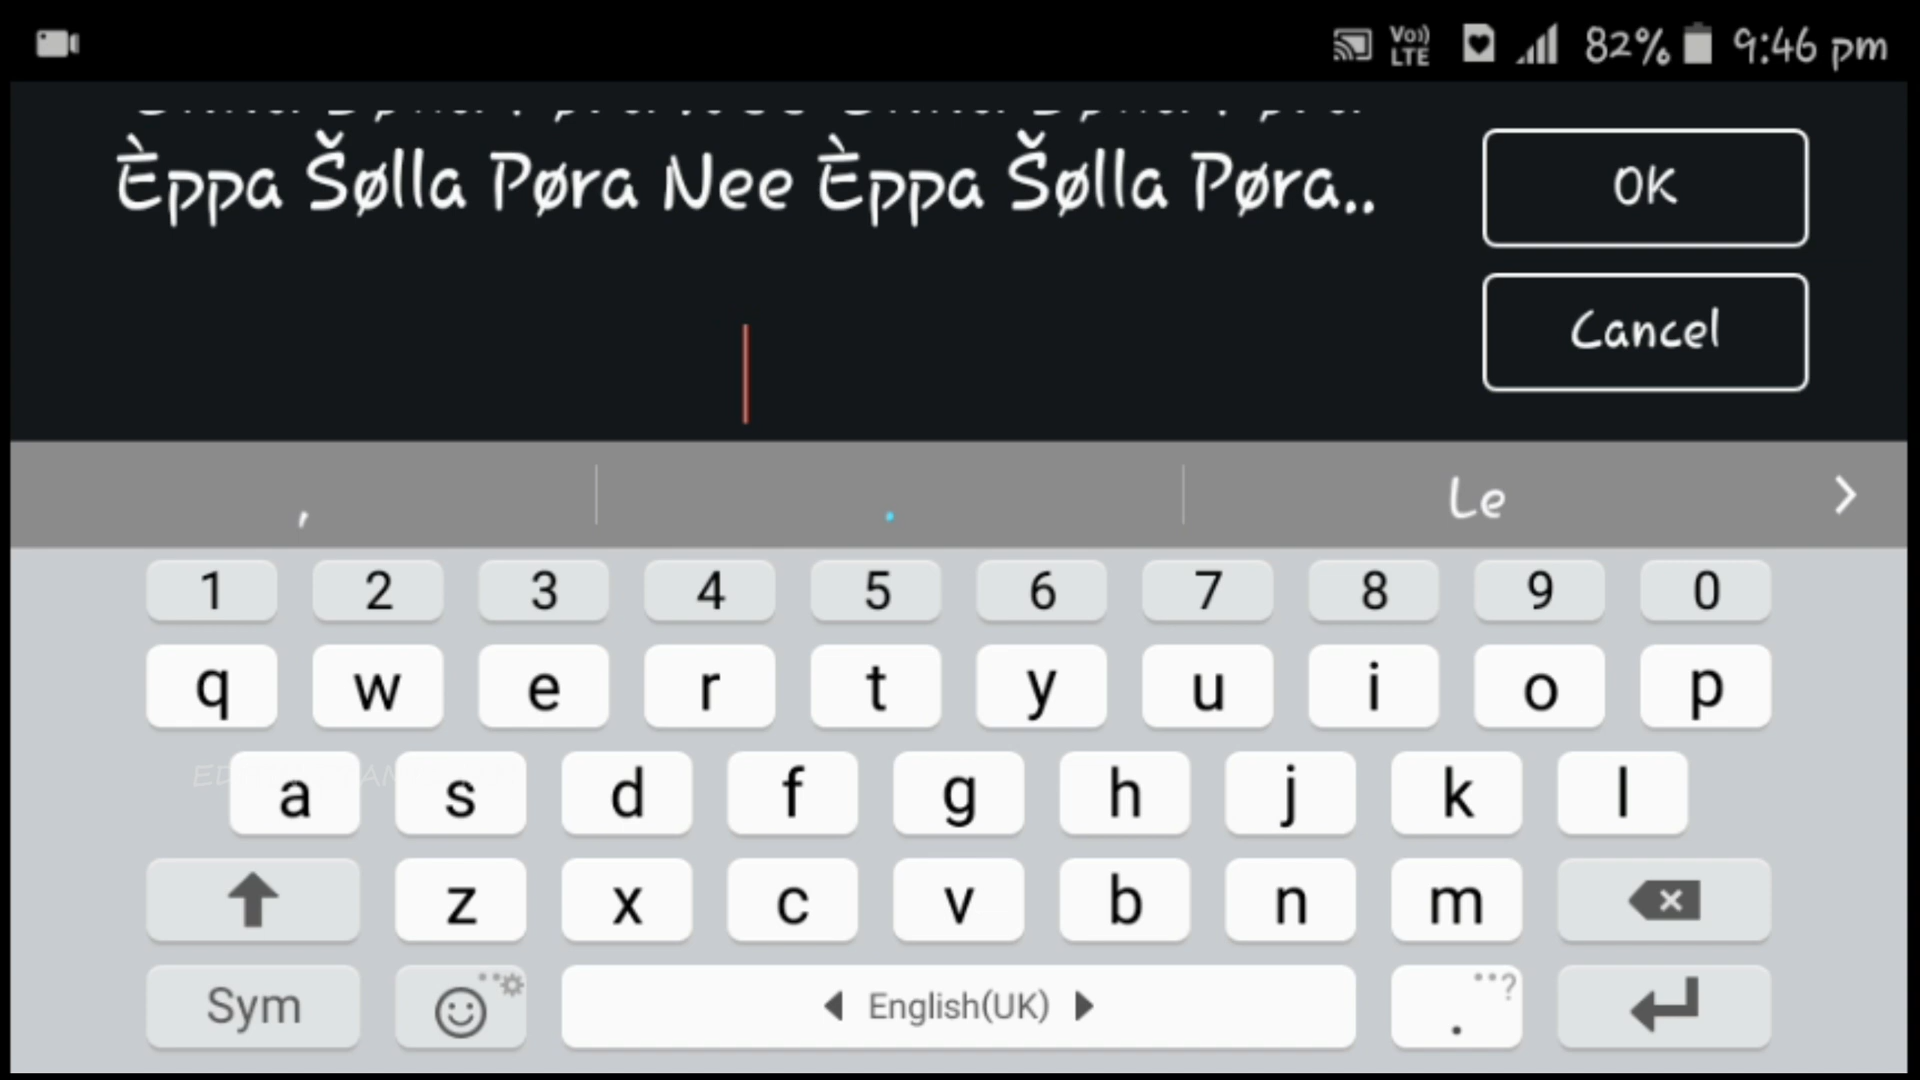 Vo)) LTE 82% 9:46 pm
Èppa Šølla Pøra Nee Èppa Šølla Pøra..
OK
Cancel
, . Le
1 2 3 4 5 6 7 8 9 0
q w e r t y u i o p
a s d f g h j k l
z x c v b n m
Sym English(UK) . ?